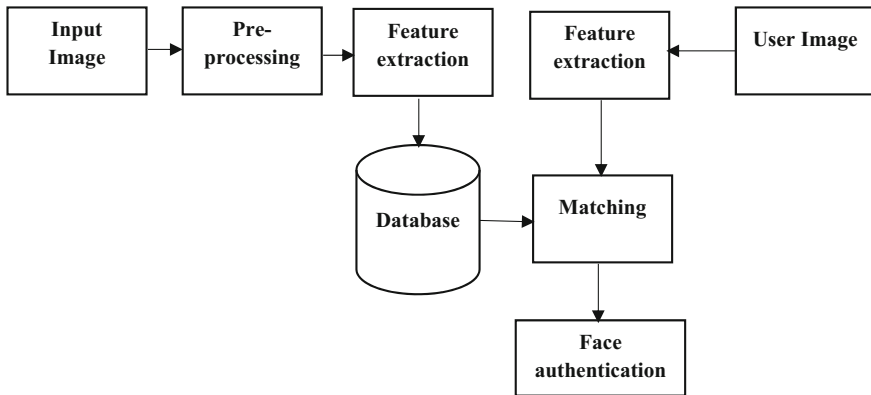 Input
Image
Pre-
processing
Feature
extraction
Feature
extraction
User Image
Database
Matching
Face
authentication